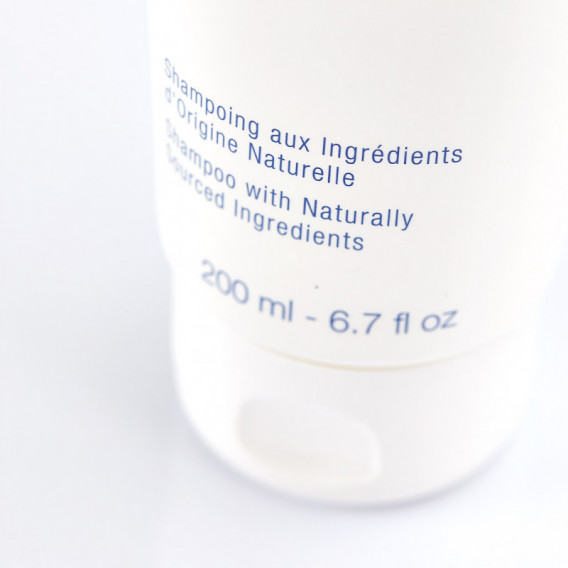 Shampoing aux Ingrédients
d'Origine Naturelle
Shampoo with Naturally
Sourced Ingredients
200 ml - 6.7 fl oz